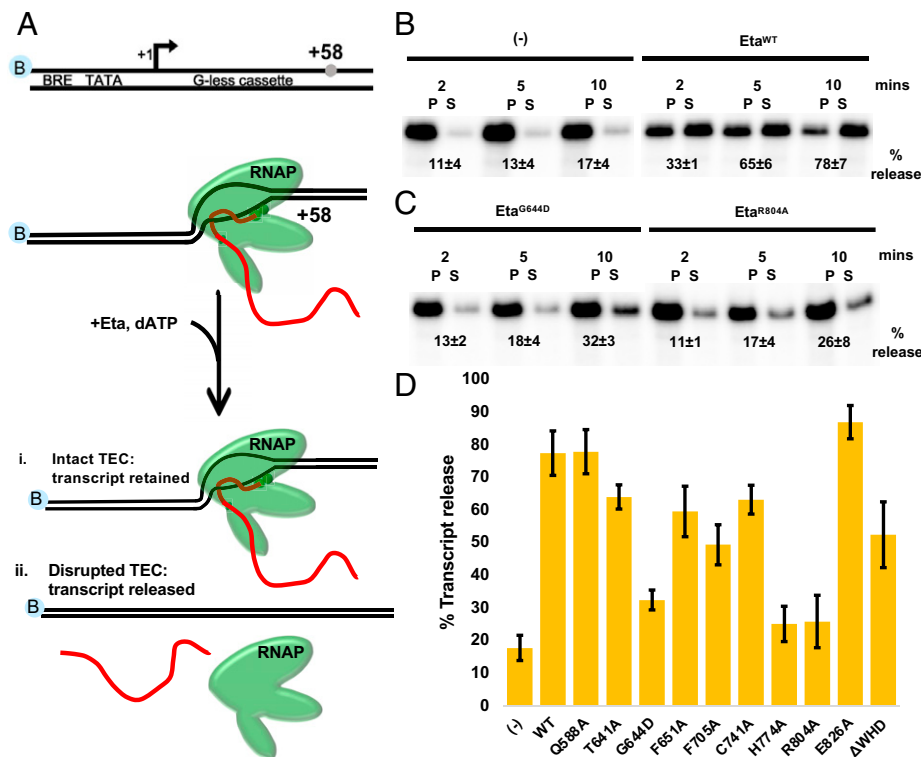 A
+1
+58
B
BRE TATA G-less cassette
RNAP
+58
B
+Eta, dATP
RNAP
i. Intact TEC:
transcript retained
B
ii. Disrupted TEC:
transcript released
B
RNAP
B
(-) Eta^WT
2 5 10 2 5 10 mins
P S P S P S P S P S P S
11±4 13±4 17±4 33±1 65±6 78±7
%
release
C
Eta^G644D Eta^R804A
2 5 10 2 5 10 mins
P S P S P S P S P S P S
13±2 18±4 32±3 11±1 17±4 26±8
%
release
D
% Transcript release
100
90
80
70
60
50
40
30
20
10
0
(-) WT Q588A T641A G644D F651A F705A C741A H774A R804A E826A ΔWHD